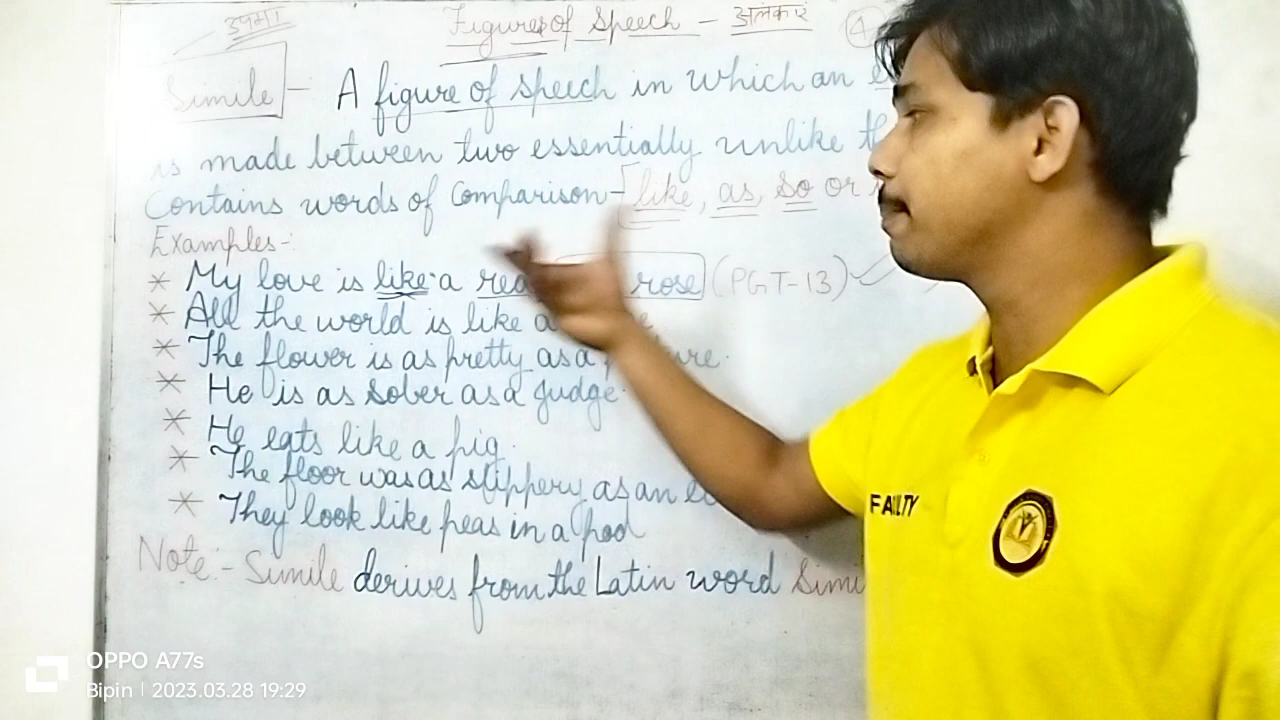 उपमा
Figures of Speech - अलंकार
4
Simile - A figure of speech in which an
is made between two essentially unlike
Contains words of Comparison - [like, as, so or
Examples -:
* My love is like a rose (PGT-13)
* All the world is like a
* The flower is as pretty as a
* He is as sober as a judge.
* He eats like a pig.
* The floor was as slippery as an
* They look like peas in a pod
Note:- Simile derives from the Latin word
FACULTY
OPPO A77s
Bipin | 2023.03.28 19:29